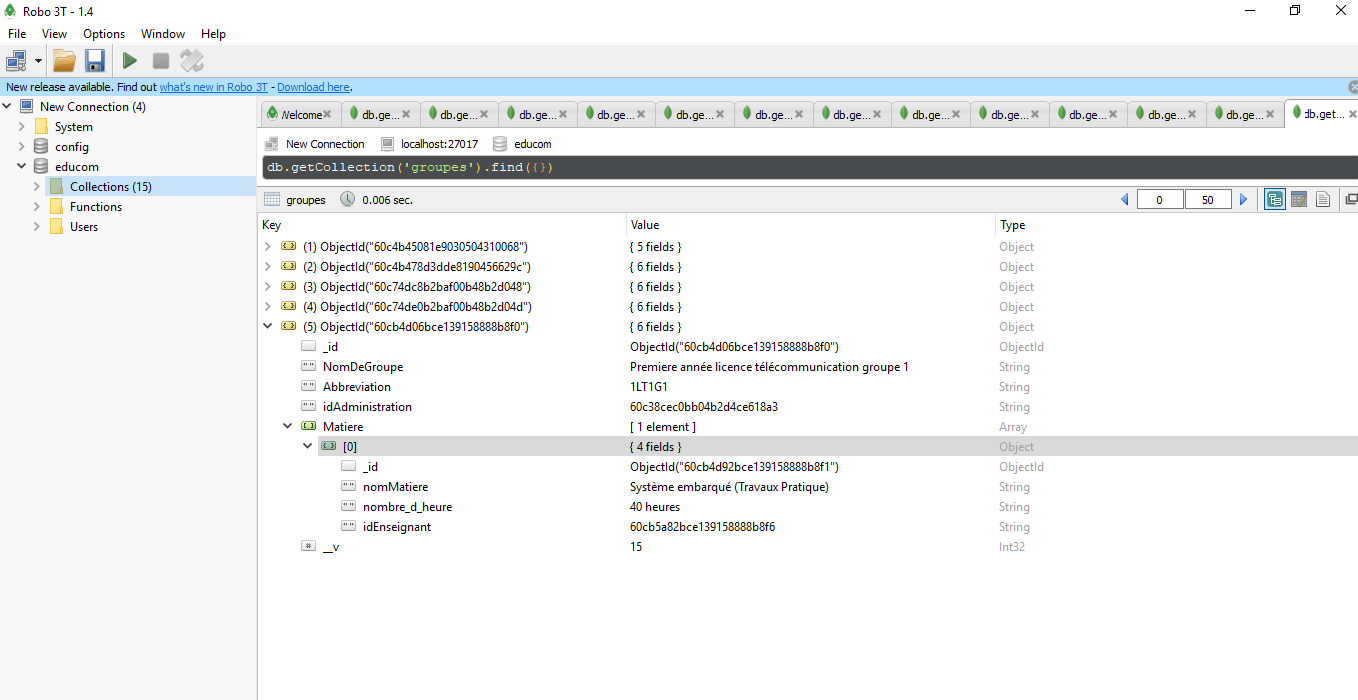 Robo 3T - 1.4
File View Options Window Help
New release available. Find out what's new in Robo 3T - Download here.
New Connection (4)
System
config
educom
Collections (15)
Functions
Users
Welcome db.ge... db.ge... db.ge... db.ge... db.ge... db.ge... db.ge... db.ge... db.ge... db.ge... db.ge... db.ge... db.get...
New Connection localhost:27017 educom
db.getCollection('groupes').find({})
groupes 0.006 sec. 0 50
Key Value Type
(1) ObjectId("60c4b45081e9030504310068") { 5 fields } Object
(2) ObjectId("60c4b478d3dde8190456629c") { 6 fields } Object
(3) ObjectId("60c74dc8b2baf00b48b2d048") { 6 fields } Object
(4) ObjectId("60c74de0b2baf00b48b2d04d") { 6 fields } Object
(5) ObjectId("60cb4d06bce139158888b8f0") { 6 fields } Object
_id ObjectId("60cb4d06bce139158888b8f0") ObjectId
NomDeGroupe Premiere année licence télécommunication groupe 1 String
Abbreviation 1LT1G1 String
idAdministration 60c38cec0bb04b2d4ce618a3 String
Matiere [ 1 element ] Array
[0] { 4 fields } Object
_id ObjectId("60cb4d92bce139158888b8f1") ObjectId
nomMatiere Système embarqué (Travaux Pratique) String
nombre_d_heure 40 heures String
idEnseignant 60cb5a82bce139158888b8f6 String
__v 15 Int32